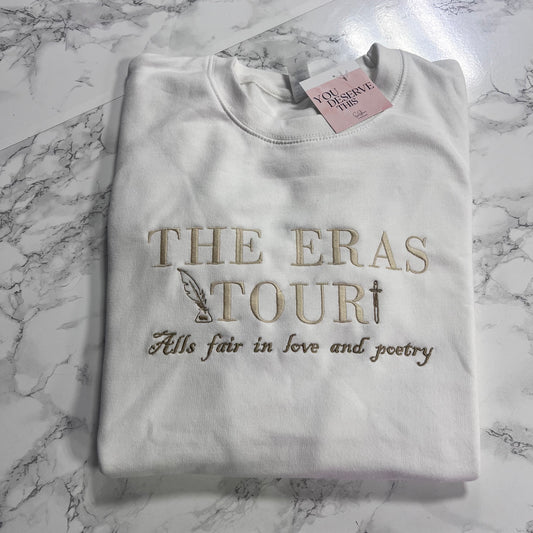 YOU
DESERVE
THIS
THE ERAS
TOUR
Alls fair in love and poetry